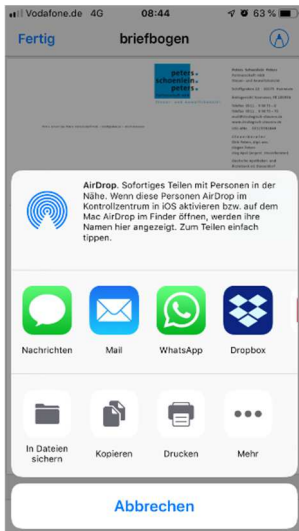 Vodafone.de 4G 08:44 63 %
Fertig briefbogen
peters.
schoenlein.
peters.
AirDrop. Sofortiges Teilen mit Personen in der
Nähe. Wenn diese Personen AirDrop im
Kontrollzentrum in iOS aktivieren bzw. auf dem
Mac AirDrop im Finder öffnen, werden ihre
Namen hier angezeigt. Zum Teilen einfach
tippen.
Nachrichten Mail WhatsApp Dropbox
In Dateien
sichern Kopieren Drucken Mehr
Abbrechen